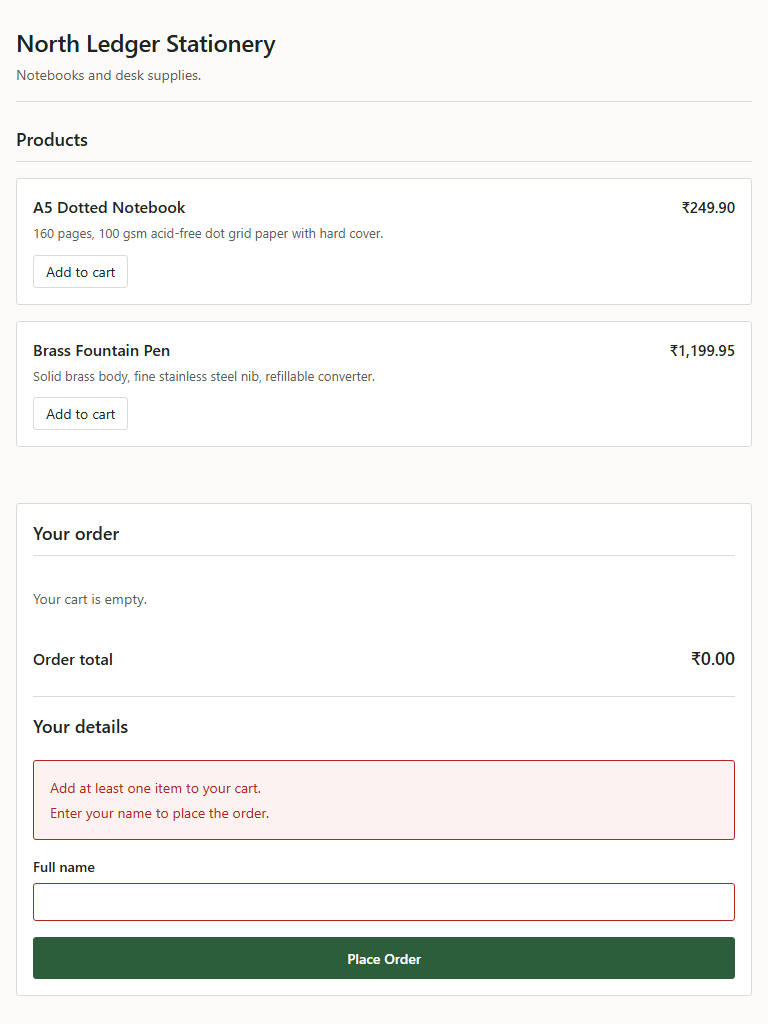 North Ledger Stationery
Notebooks and desk supplies.
Products
A5 Dotted Notebook
₹249.90
160 pages, 100 gsm acid-free dot grid paper with hard cover.
Add to cart
Brass Fountain Pen
₹1,199.95
Solid brass body, fine stainless steel nib, refillable converter.
Add to cart
Your order
Your cart is empty.
Order total
₹0.00
Your details
Add at least one item to your cart.
Enter your name to place the order.
Full name
Place Order